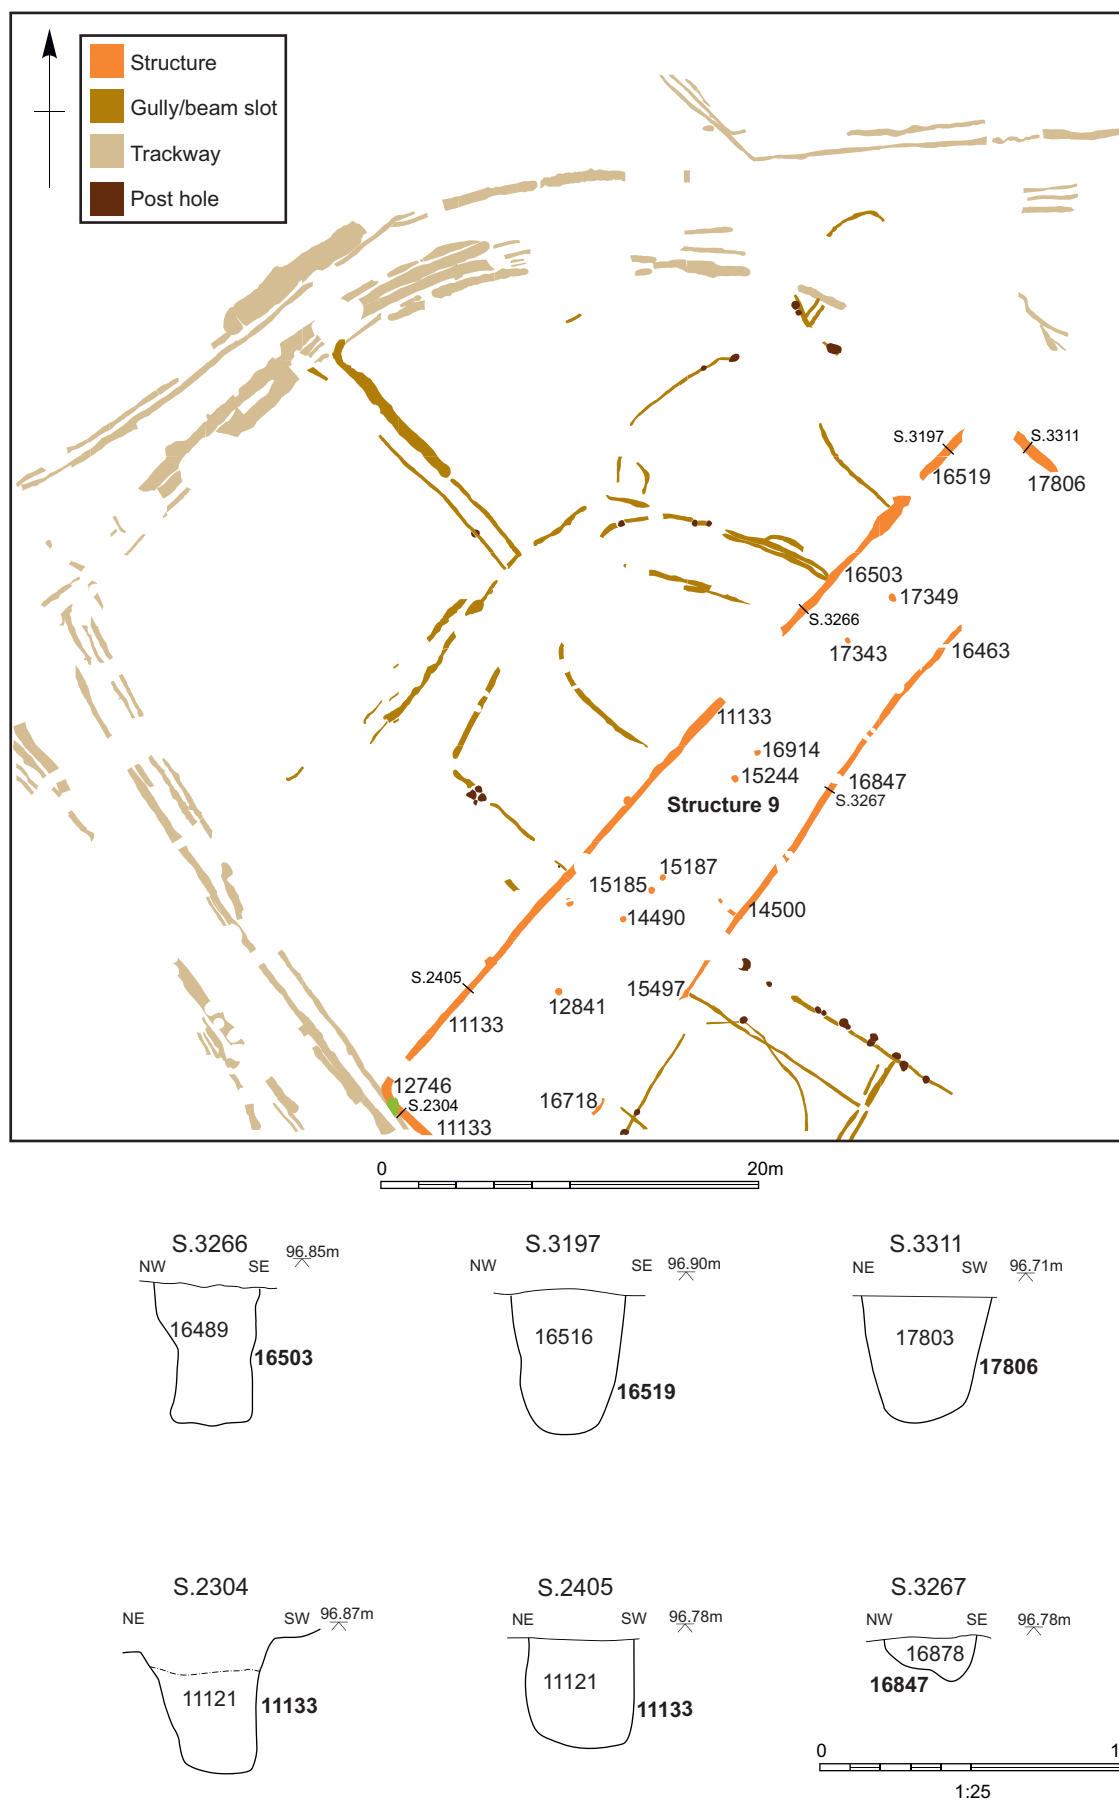 Structure
Gully/beam slot
Trackway
Post hole
S.3197
S.3311
16519
17806
16503
17349
S.3266
17343
16463
11133
16914
15244
16847
S.3267
Structure 9
15187
15185
14490
14500
S.2405
15497
12841
11133
12746
S.2304
16718
11133
0 20m
S.3266
NW SE 96.85m
16489
16503
S.3197
NW SE 96.90m
16516
16519
S.3311
NE SW 96.71m
17803
17806
S.2304
NE SW 96.87m
11121
11133
S.2405
NE SW 96.78m
11121
11133
S.3267
NW SE 96.78m
16878
16847
0 1
1:25